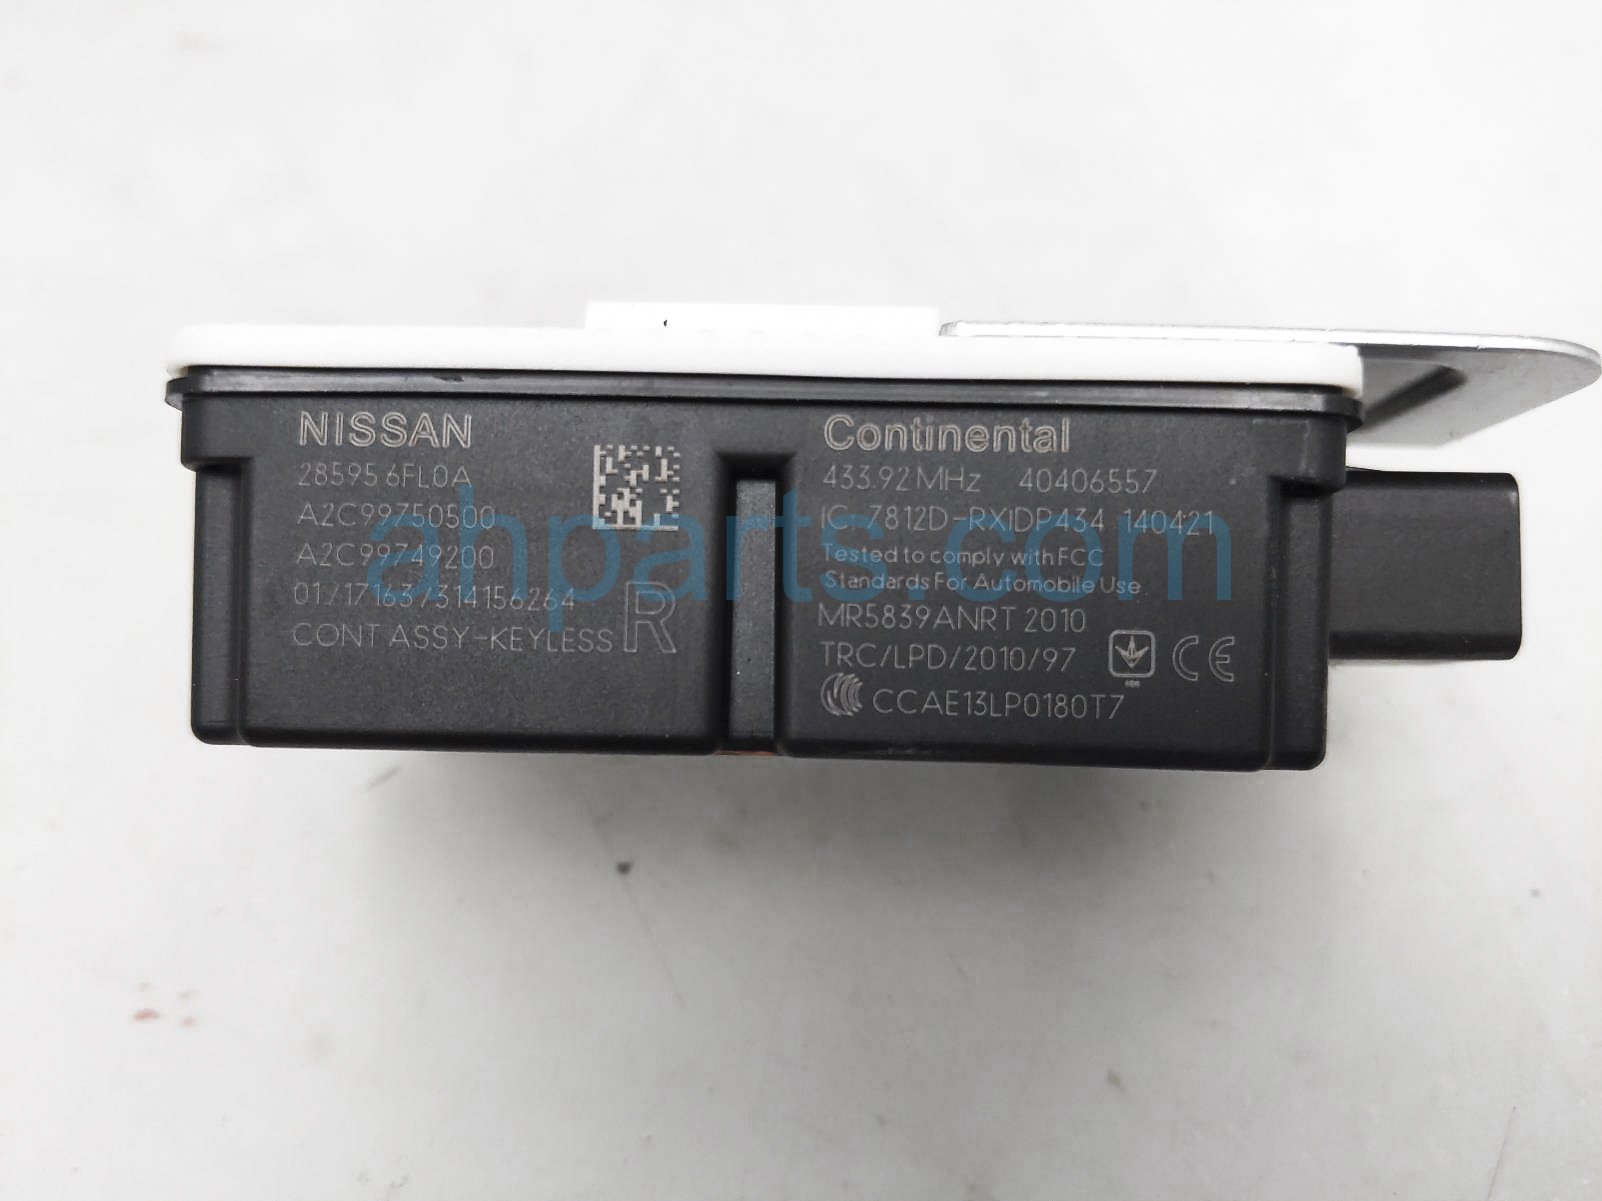 NISSAN
28595 6FL0A
A2C99750500
A2C99749200
01/17163/314156264
CONT ASSY-KEYLESS R
Continental
433.92 MHz 40406557
IC-7812D-RXIDP434 140421
Tested to comply with FCC
Standards For Automobile Use
MR5839ANRT 2010
TRC/LPD/2010/97
CE
CCC
CCAE13LP0180T7
ahparts.com